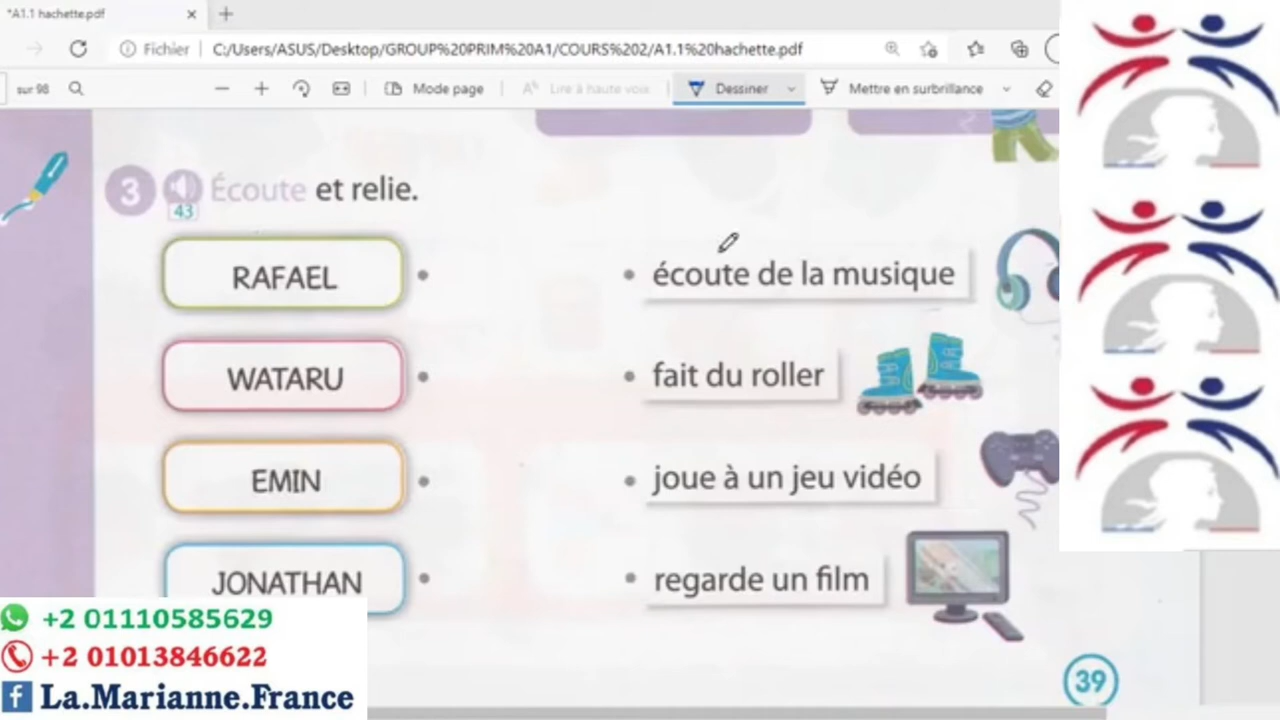 *A1.1 hachette.pdf
Fichier C:/Users/ASUS/Desktop/GROUP%20PRIM%20A1/COURS%202/A1.1%20hachette.pdf
sur 98 Mode page Lire à haute voix Dessiner Mettre en surbrillance
3 Écoute et relie.
43
RAFAEL écoute de la musique
WATARU fait du roller
EMIN joue à un jeu vidéo
JONATHAN regarde un film
+2 01110585629
+2 01013846622
La.Marianne.France
39